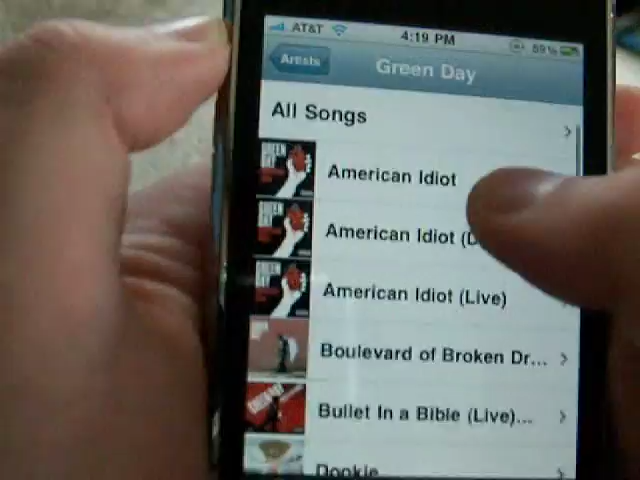 AT&T 4:19 PM 89%
Artists Green Day
All Songs
American Idiot
American Idiot (D
American Idiot (Live)
Boulevard of Broken Dr...
Bullet In a Bible (Live)...
Dookie